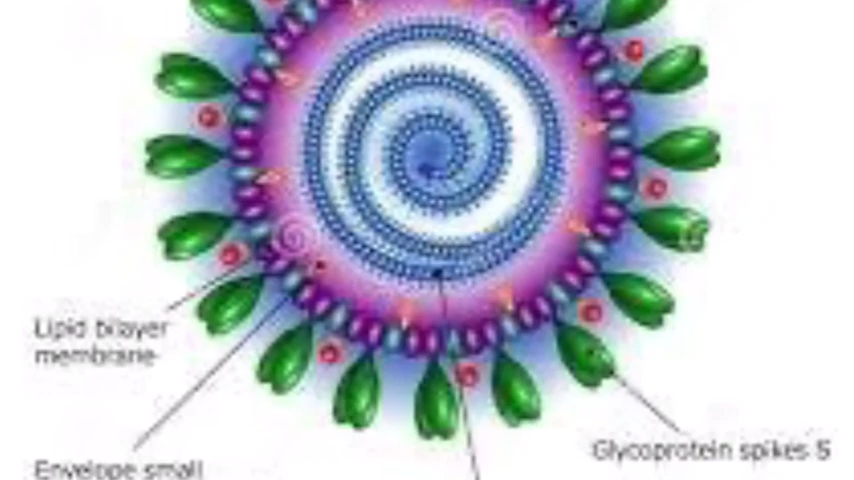 Lipid bilayer
membrane
Envelope small
Glycoprotein spikes S